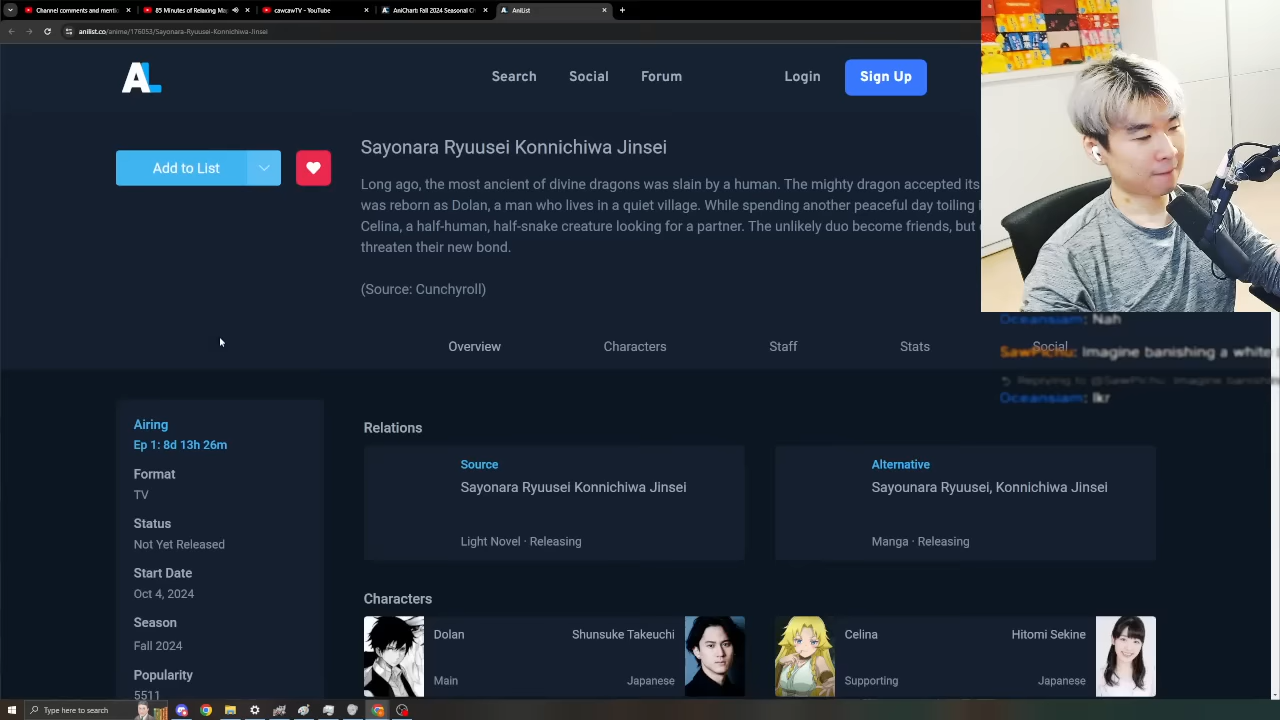 Channel comments and menti
85 Minutes of Relaxing Ma
cawcawTV - YouTube
AniChart: Fall 2024 Seasonal C
AniList
anilist.co/anime/176053/Sayonara-Ryuusei-Konnichiwa-Jinsei
AL
Search
Social
Forum
Login
Sign Up
Add to List
Sayonara Ryuusei Konnichiwa Jinsei
Long ago, the most ancient of divine dragons was slain by a human. The mighty dragon accepted its
was reborn as Dolan, a man who lives in a quiet village. While spending another peaceful day toiling
Celina, a half-human, half-snake creature looking for a partner. The unlikely duo become friends, but
threaten their new bond.
(Source: Cunchyroll)
Oceansiam: Nah
SawPichu: Imagine banishing a white
Replying to @SawPichu: Imagine banishing
Oceansiam: Ikr
Overview
Characters
Staff
Stats
Social
Airing
Ep 1: 8d 13h 26m
Format
TV
Status
Not Yet Released
Start Date
Oct 4, 2024
Season
Fall 2024
Popularity
5511
Relations
Source
Sayonara Ryuusei Konnichiwa Jinsei
Light Novel · Releasing
Alternative
Sayounara Ryuusei, Konnichiwa Jinsei
Manga · Releasing
Characters
Dolan
Shunsuke Takeuchi
Main
Japanese
Celina
Hitomi Sekine
Supporting
Japanese
Type here to search